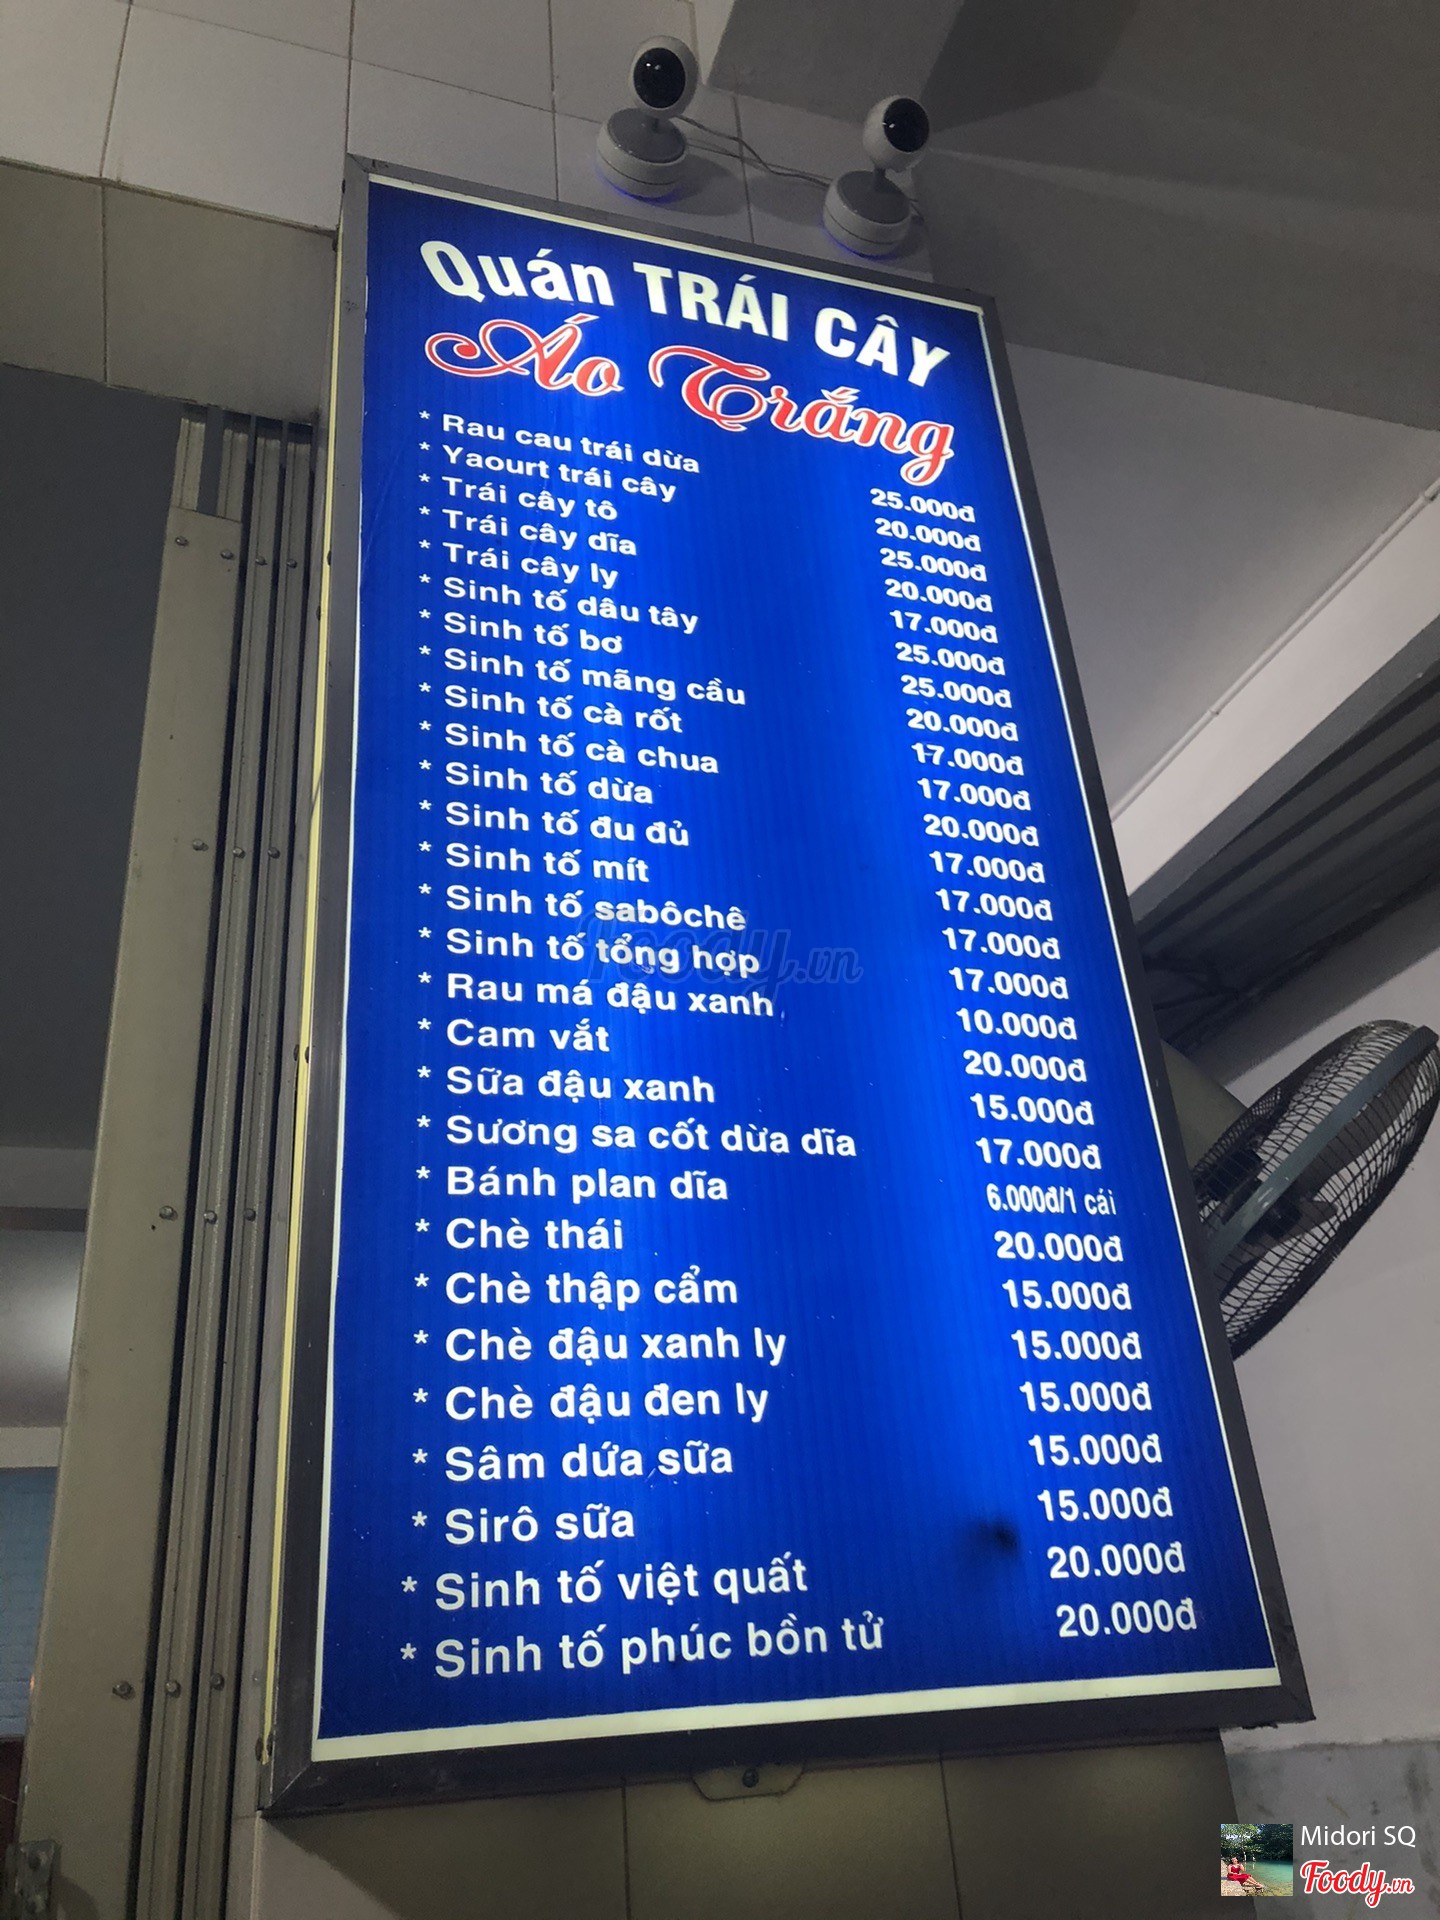 Quán TRÁI CÂY
Áo Trắng
* Rau cau trái dừa 25.000đ
* Yaourt trái cây 20.000đ
* Trái cây tô 25.000đ
* Trái cây dĩa 20.000đ
* Trái cây ly 17.000đ
* Sinh tố dâu tây 25.000đ
* Sinh tố bơ 25.000đ
* Sinh tố mãng cầu 20.000đ
* Sinh tố cà rốt 17.000đ
* Sinh tố cà chua 17.000đ
* Sinh tố dừa 20.000đ
* Sinh tố đu đủ 17.000đ
* Sinh tố mít 17.000đ
* Sinh tố sabôchê 17.000đ
* Sinh tố tổng hợp 17.000đ
* Rau má đậu xanh 10.000đ
* Cam vắt 20.000đ
* Sữa đậu xanh 15.000đ
* Sương sa cốt dừa dĩa 17.000đ
* Bánh plan dĩa 6.000đ/1 cái
* Chè thái 20.000đ
* Chè thập cẩm 15.000đ
* Chè đậu xanh ly 15.000đ
* Chè đậu đen ly 15.000đ
* Sâm dứa sữa 15.000đ
* Sirô sữa 15.000đ
* Sinh tố việt quất 20.000đ
* Sinh tố phúc bồn tử 20.000đ
Foody.vn
Midori SQ
Foody.vn